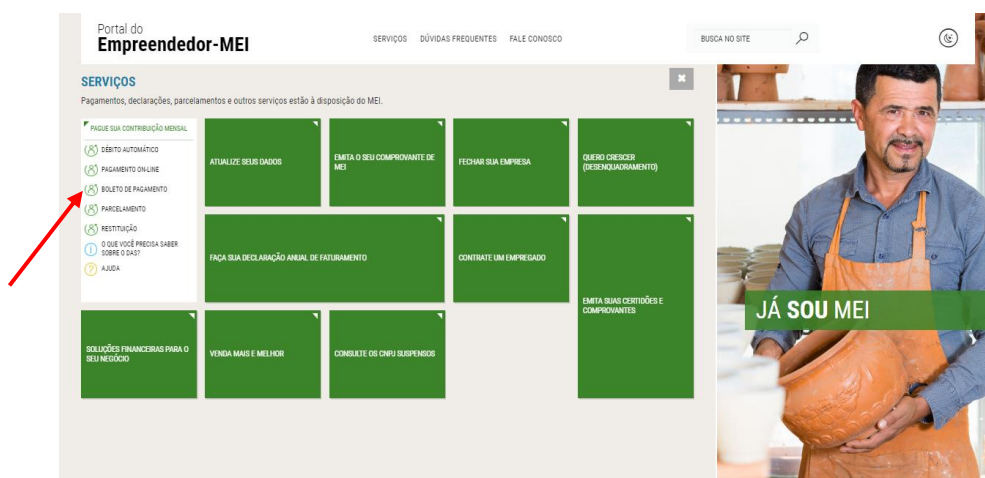 Portal do
Empreendedor-MEI
SERVIÇOS DÚVIDAS FREQUENTES FALE CONOSCO
BUSCA NO SITE
SERVIÇOS
Pagamentos, declarações, parcelamentos e outros serviços estão à disposição do MEI.
PAGUE SUA CONTRIBUIÇÃO MENSAL
DÉBITO AUTOMÁTICO
PAGAMENTO ON-LINE
BOLETO DE PAGAMENTO
PARCELAMENTO
RESTITUIÇÃO
O QUE VOCÊ PRECISA SABER
SOBRE O DAS?
AJUDA
ATUALIZE SEUS DADOS
EMITA O SEU COMPROVANTE DE
MEI
FECHAR SUA EMPRESA
QUERO CRESCER
(DESENQUADRAMENTO)
FAÇA SUA DECLARAÇÃO ANUAL DE FATURAMENTO
CONTRATE UM EMPREGADO
EMITA SUAS CERTIDÕES E
COMPROVANTES
SOLUÇÕES FINANCEIRAS PARA O
SEU NEGÓCIO
VENDA MAIS E MELHOR
CONSULTE OS CNPJ SUSPENSOS
JÁ SOU MEI